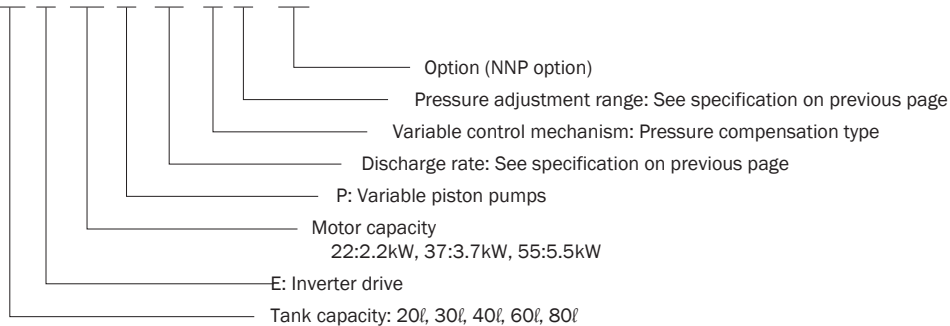 Option (NNP option)
Pressure adjustment range: See specification on previous page
Variable control mechanism: Pressure compensation type
Discharge rate: See specification on previous page
P: Variable piston pumps
Motor capacity
22:2.2kW, 37:3.7kW, 55:5.5kW
E: Inverter drive
Tank capacity: 20ℓ, 30ℓ, 40ℓ, 60ℓ, 80ℓ